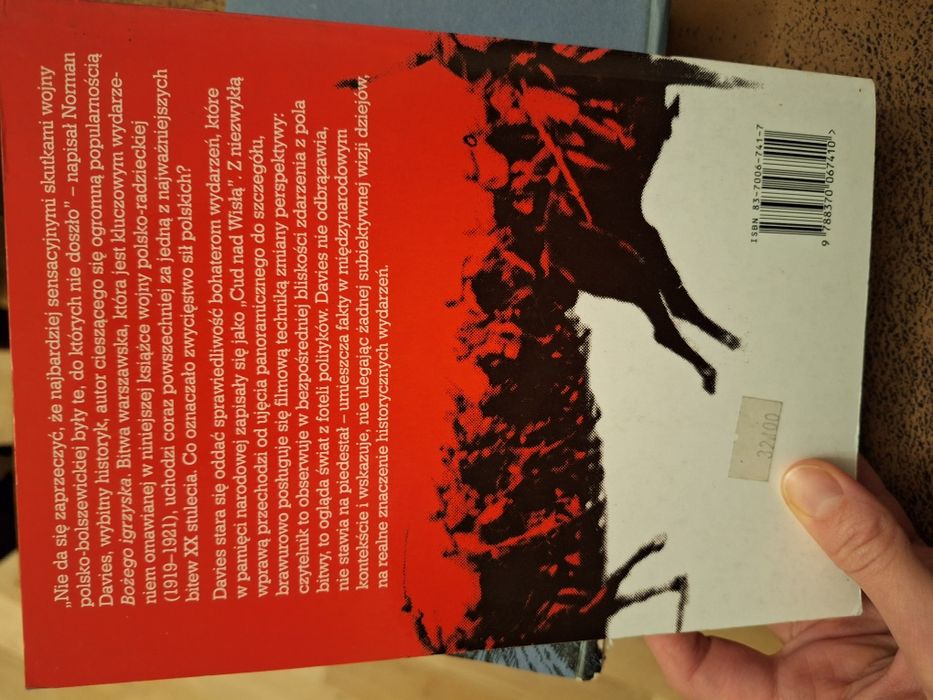 „Nie da się zaprzeczyć, że najbardziej sensacyjnymi skutkami wojny
polsko-bolszewickiej były te, do których nie doszło” – napisał Norman
Davies, wybitny historyk, autor cieszącego się ogromną popularnością
Bożego igrzyska. Bitwa warszawska, która jest kluczowym wydarze-
niem omawianej w niniejszej książce wojny polsko-radzieckiej
(1919–1921), uchodzi coraz powszechniej za jedną z najważniejszych
bitew XX stulecia. Co oznaczało zwycięstwo sił polskich?
Davies stara się oddać sprawiedliwość bohaterom wydarzeń, które
w pamięci narodowej zapisały się jako „Cud nad Wisłą”. Z niezwykłą
wprawą przechodzi od ujęcia panoramicznego do szczegółu,
brawurowo posługuje się filmową techniką zmiany perspektywy:
czytelnik to obserwuje w bezpośredniej bliskości zdarzenia z pola
bitwy, to ogląda świat z foteli polityków. Davies nie odbrązawia,
nie stawia na piedestał – umieszcza fakty w międzynarodowym
kontekście i wskazuje, nie ulegając żadnej subiektywnej wizji dziejów,
na realne znaczenie historycznych wydarzeń.
ISBN 83-7006-741-7
9 788370 067410 >
32,00